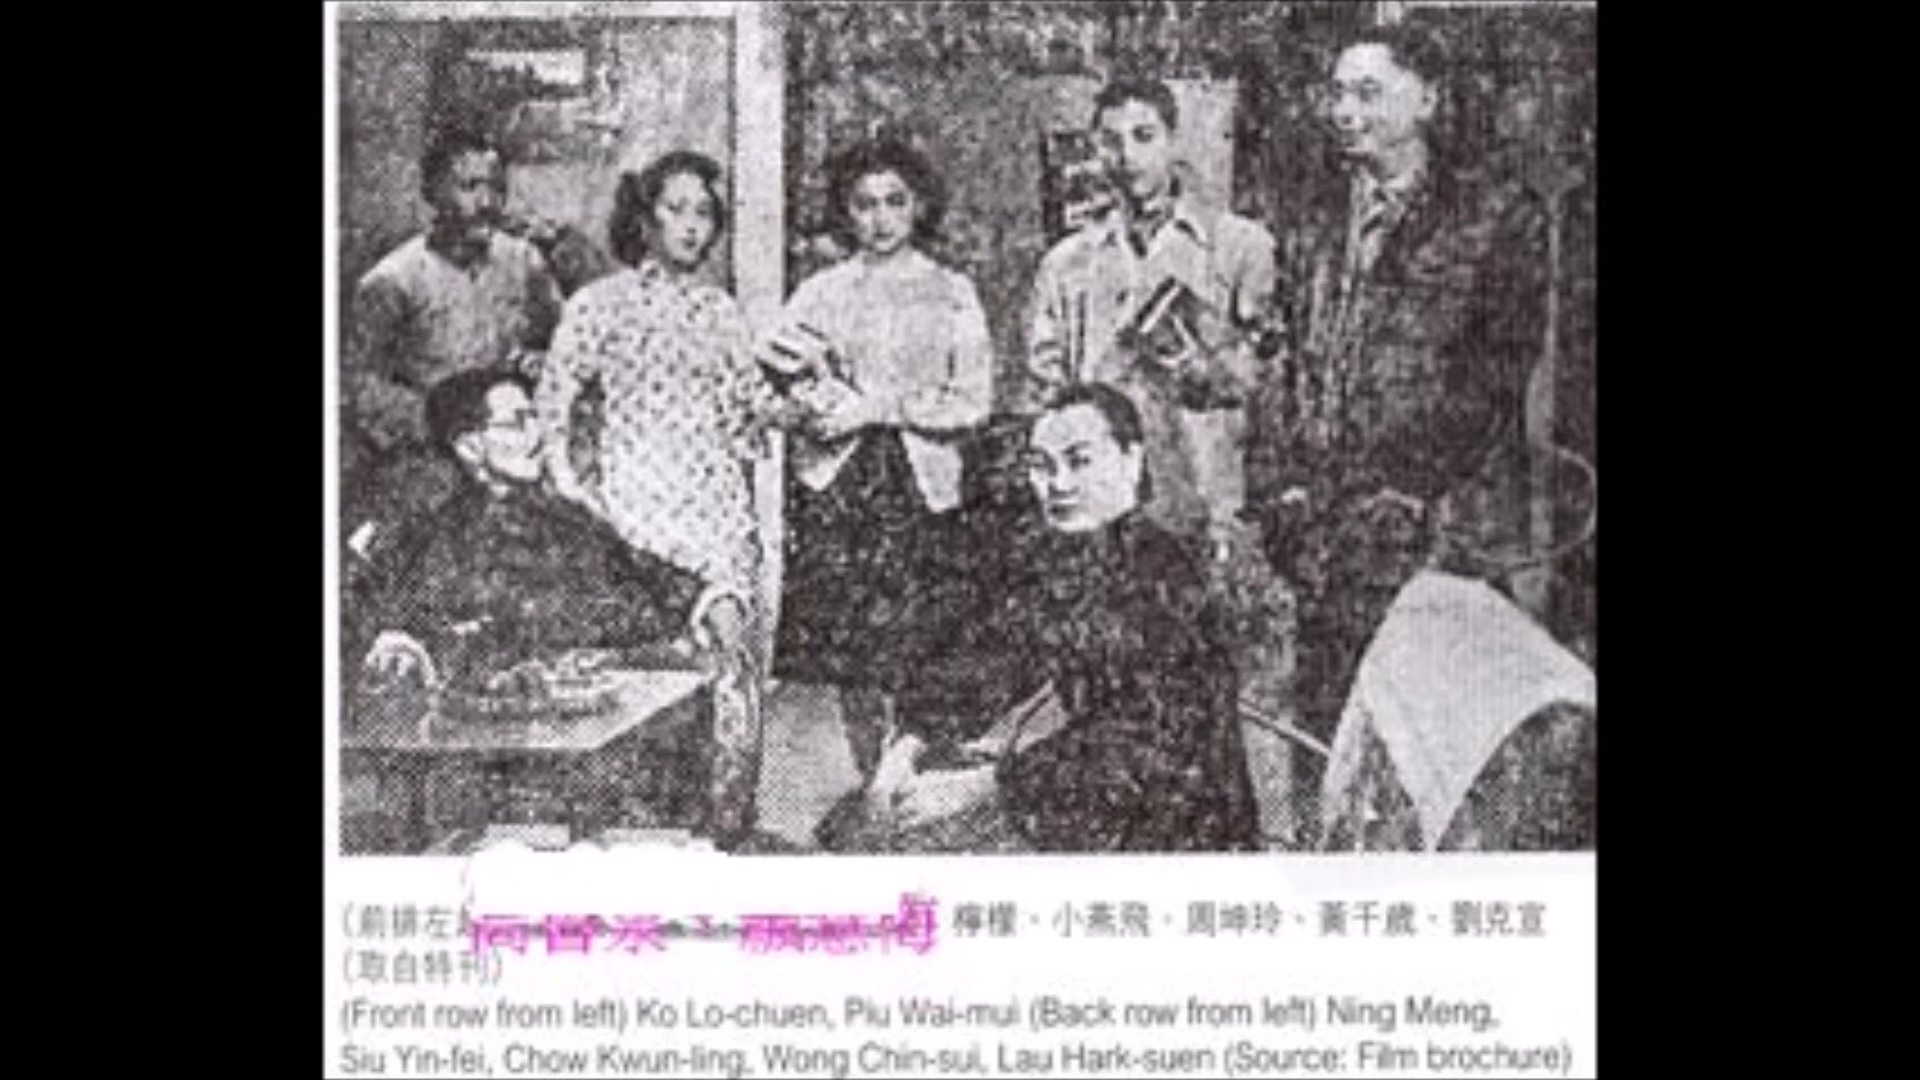 (前排左
檸檬、小燕飛、周坤玲、黃千歲、劉克宣
(取自特刊)
(Front row from left) Ko Lo-chuen, Piu Wai-mui (Back row from left) Ning Meng,
Siu Yin-fei, Chow Kwun-ling, Wong Chin-sui, Lau Hark-suen (Source: Film brochure)